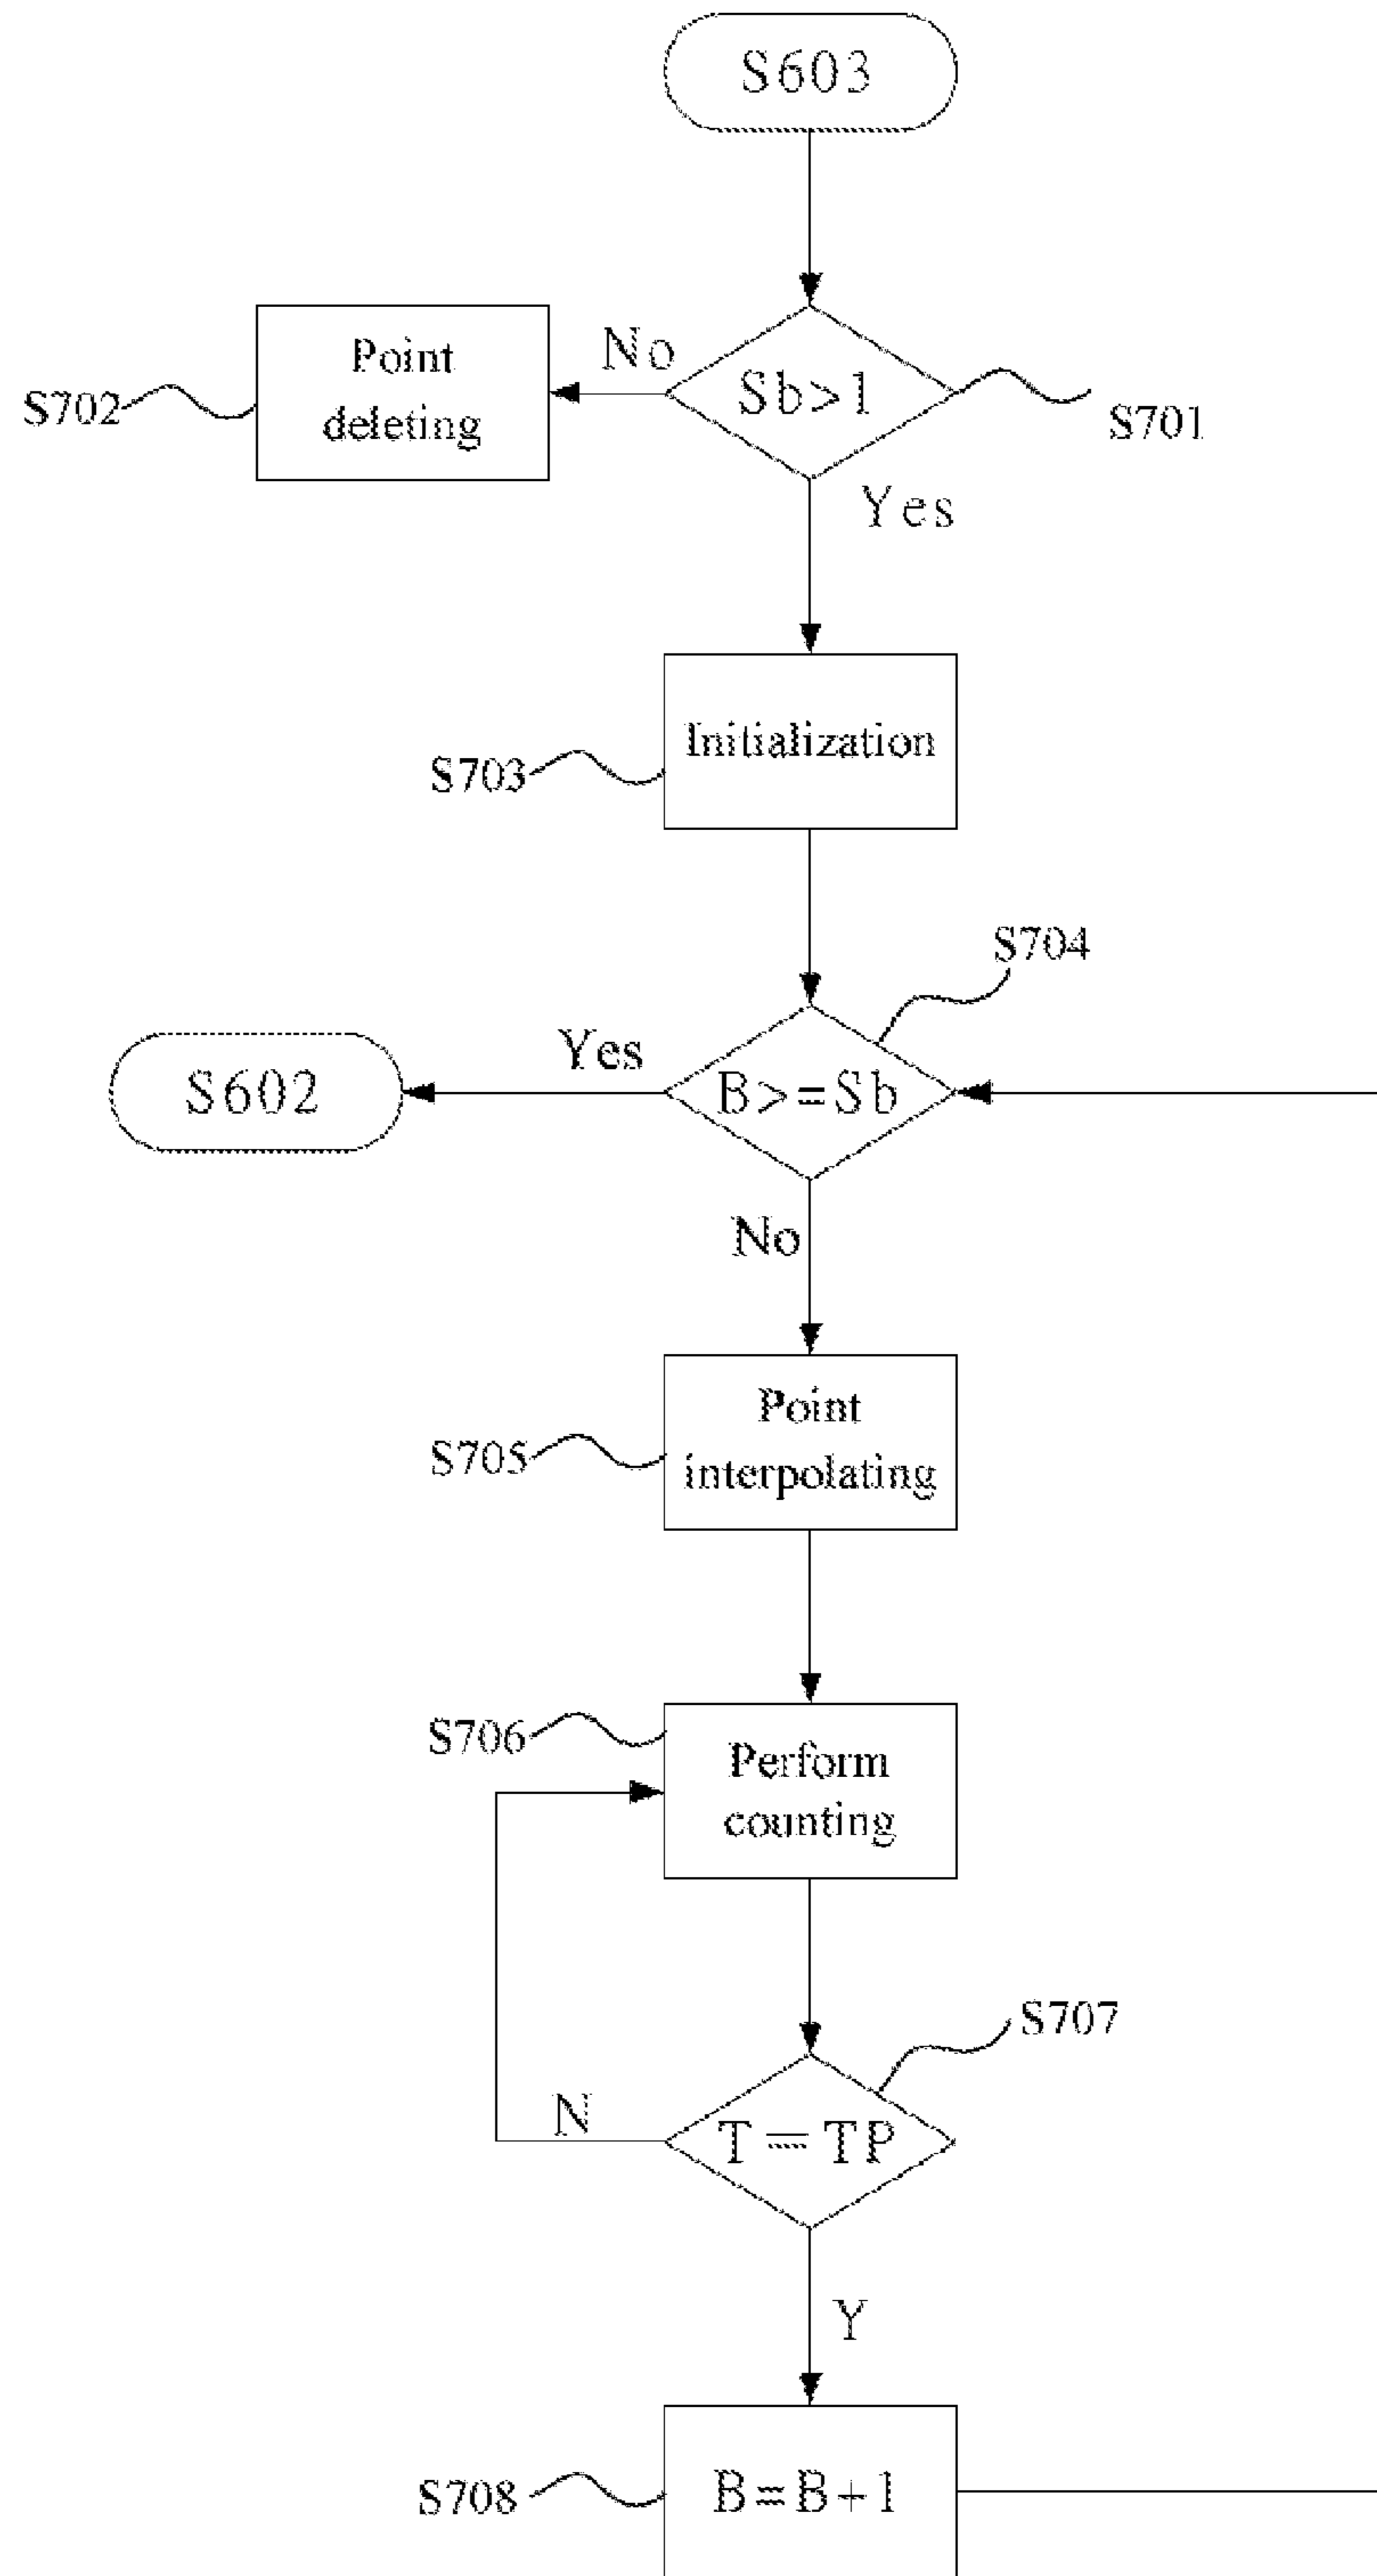 S603
No
Point
deleting
S702
Sb>1
S701
Yes
Initialization
S703
S704
Yes
S602
B>=Sb
No
Point
interpolating
S705
S706
Perform
counting
S707
N
T=TP
Y
S708
B=B+1